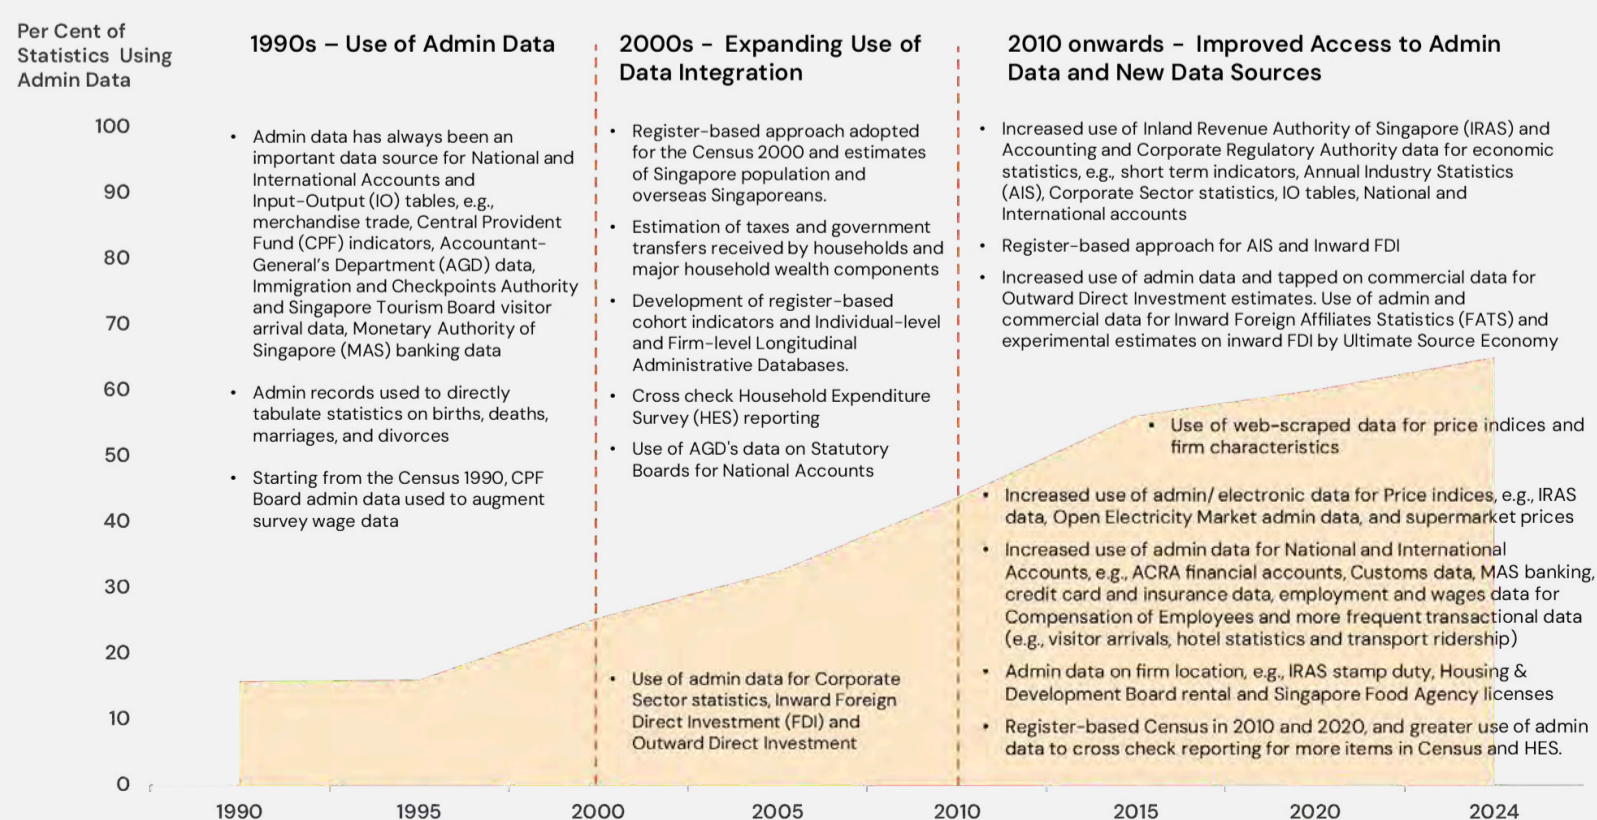 Per Cent of
Statistics Using
Admin Data
1990s – Use of Admin Data
2000s - Expanding Use of
Data Integration
2010 onwards - Improved Access to Admin
Data and New Data Sources
100
90
80
70
60
50
40
30
20
10
0
• Admin data has always been an
important data source for National and
International Accounts and
Input-Output (IO) tables, e.g.,
merchandise trade, Central Provident
Fund (CPF) indicators, Accountant-
General's Department (AGD) data,
Immigration and Checkpoints Authority
and Singapore Tourism Board visitor
arrival data, Monetary Authority of
Singapore (MAS) banking data
• Admin records used to directly
tabulate statistics on births, deaths,
marriages, and divorces
• Starting from the Census 1990, CPF
Board admin data used to augment
survey wage data
• Register-based approach adopted
for the Census 2000 and estimates
of Singapore population and
overseas Singaporeans.
• Estimation of taxes and government
transfers received by households and
major household wealth components
• Development of register-based
cohort indicators and Individual-level
and Firm-level Longitudinal
Administrative Databases.
• Cross check Household Expenditure
Survey (HES) reporting
• Use of AGD's data on Statutory
Boards for National Accounts
• Use of admin data for Corporate
Sector statistics, Inward Foreign
Direct Investment (FDI) and
Outward Direct Investment
• Increased use of Inland Revenue Authority of Singapore (IRAS) and
Accounting and Corporate Regulatory Authority data for economic
statistics, e.g., short term indicators, Annual Industry Statistics
(AIS), Corporate Sector statistics, IO tables, National and
International accounts
• Register-based approach for AIS and Inward FDI
• Increased use of admin data and tapped on commercial data for
Outward Direct Investment estimates. Use of admin and
commercial data for Inward Foreign Affiliates Statistics (FATS) and
experimental estimates on inward FDI by Ultimate Source Economy
• Use of web-scraped data for price indices and
firm characteristics
• Increased use of admin/ electronic data for Price indices, e.g., IRAS
data, Open Electricity Market admin data, and supermarket prices
• Increased use of admin data for National and International
Accounts, e.g., ACRA financial accounts, Customs data, MAS banking,
credit card and insurance data, employment and wages data for
Compensation of Employees and more frequent transactional data
(e.g., visitor arrivals, hotel statistics and transport ridership)
• Admin data on firm location, e.g., IRAS stamp duty, Housing &
Development Board rental and Singapore Food Agency licenses
• Register-based Census in 2010 and 2020, and greater use of admin
data to cross check reporting for more items in Census and HES.
1990
1995
2000
2005
2010
2015
2020
2024